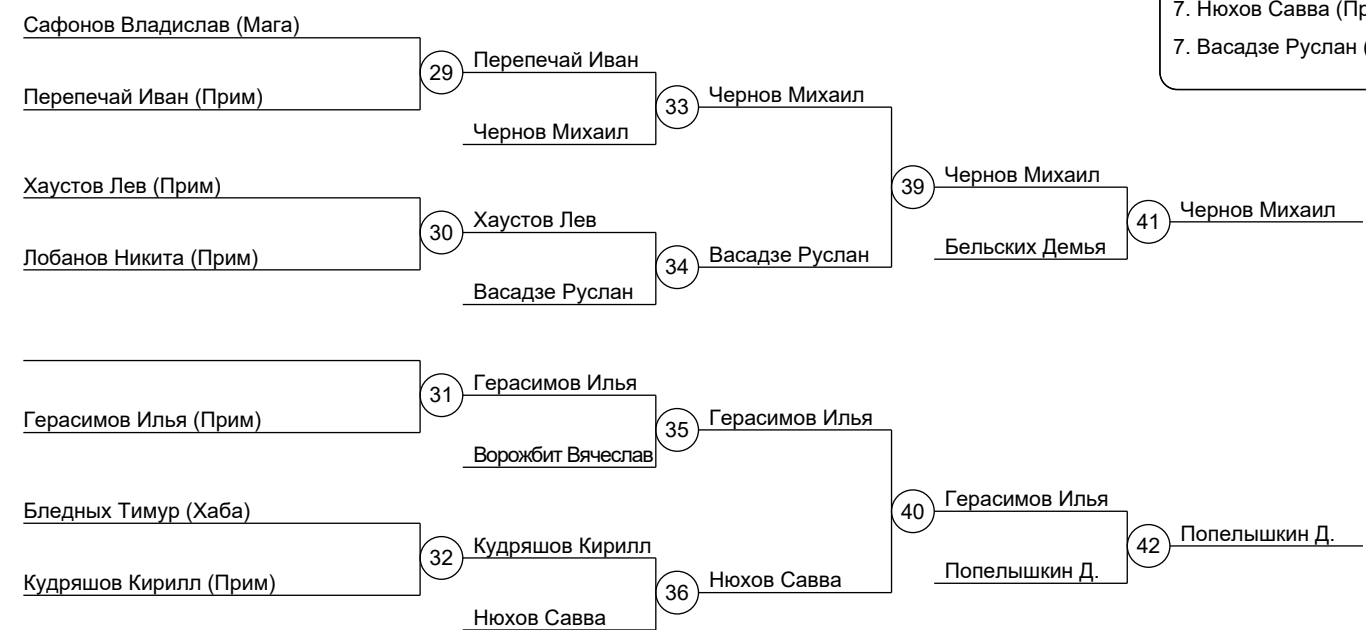 7. Нюхов Савва (Пр
7. Васадзе Руслан (
Сафонов Владислав (Мага)
Перепечай Иван (Прим)
29
Перепечай Иван
Чернов Михаил
33
Чернов Михаил
Хаустов Лев (Прим)
Лобанов Никита (Прим)
30
Хаустов Лев
Васадзе Руслан
34
Васадзе Руслан
39
Чернов Михаил
Бельских Демья
41
Чернов Михаил
Герасимов Илья (Прим)
31
Герасимов Илья
Ворожбит Вячеслав
35
Герасимов Илья
Бледных Тимур (Хаба)
Кудряшов Кирилл (Прим)
32
Кудряшов Кирилл
Нюхов Савва
36
Нюхов Савва
40
Герасимов Илья
Попелышкин Д.
42
Попелышкин Д.